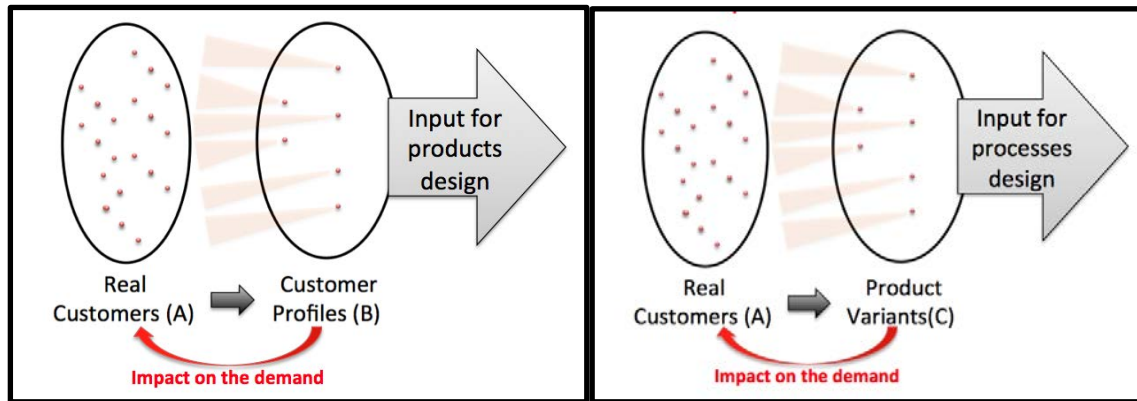 Input for
products
design
Real
Customers (A)
Customer
Profiles (B)
Impact on the demand
Input for
processes
design
Real
Customers (A)
Product
Variants(C)
Impact on the demand